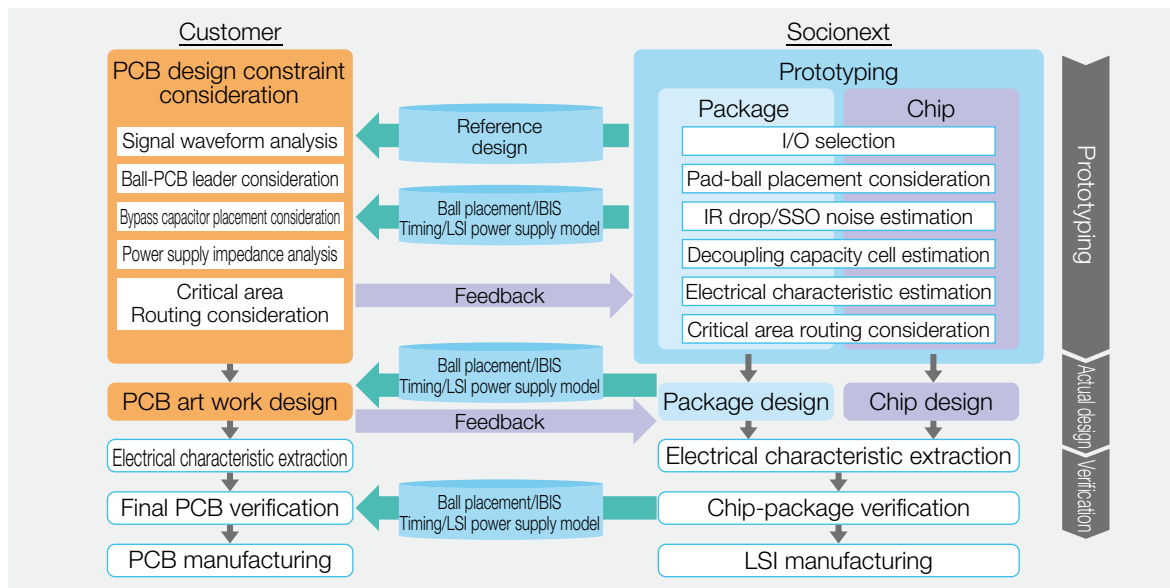 Customer
PCB design constraint
consideration
Signal waveform analysis
Ball-PCB leader consideration
Bypass capacitor placement consideration
Power supply impedance analysis
Critical area
Routing consideration
PCB art work design
Electrical characteristic extraction
Final PCB verification
PCB manufacturing
Reference
design
Ball placement/IBIS
Timing/LSI power supply model
Feedback
Ball placement/IBIS
Timing/LSI power supply model
Feedback
Ball placement/IBIS
Timing/LSI power supply model
Socionext
Prototyping
Package
Chip
I/O selection
Pad-ball placement consideration
IR drop/SSO noise estimation
Decoupling capacity cell estimation
Electrical characteristic estimation
Critical area routing consideration
Package design
Chip design
Electrical characteristic extraction
Chip-package verification
LSI manufacturing
Prototyping
Actual design
Verification